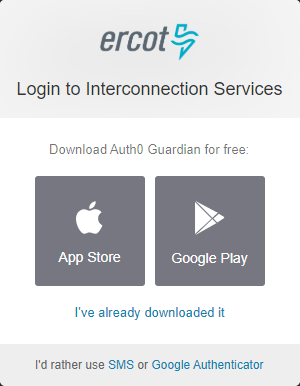 ercot
Login to Interconnection Services
Download Auth0 Guardian for free:
App Store
Google Play
I've already downloaded it
I'd rather use SMS or Google Authenticator